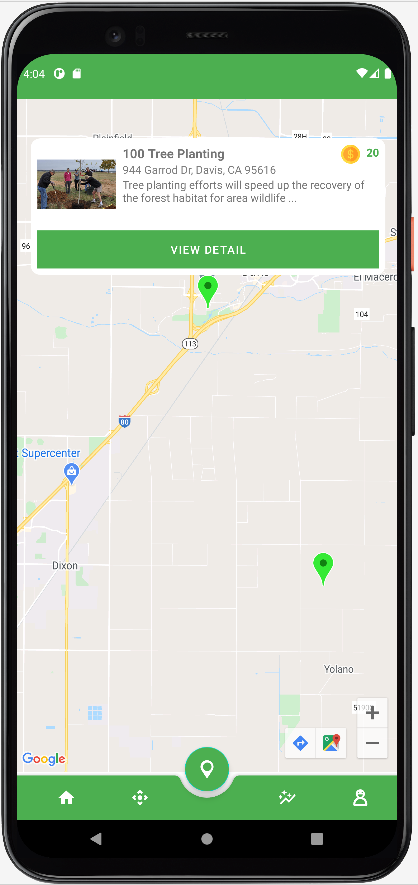 4:04
Plainfield
28H
100 Tree Planting
20
944 Garrod Dr, Davis, CA 95616
Tree planting efforts will speed up the recovery of
the forest habitat for area wildlife ...
96
VIEW DETAIL
El Macero
104
113
80
Supercenter
Dixon
Yolano
+
−
Google